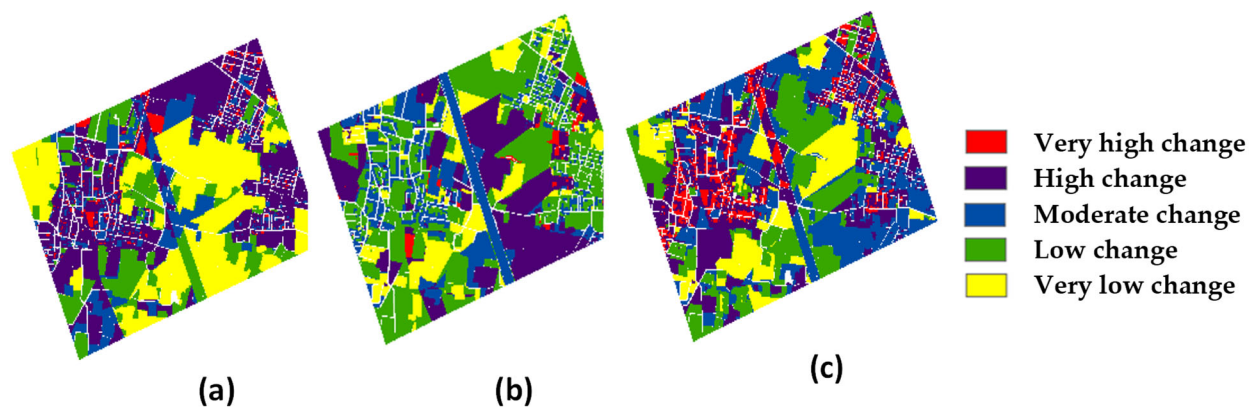 Very high change
High change
Moderate change
Low change
Very low change
(a)
(b)
(c)